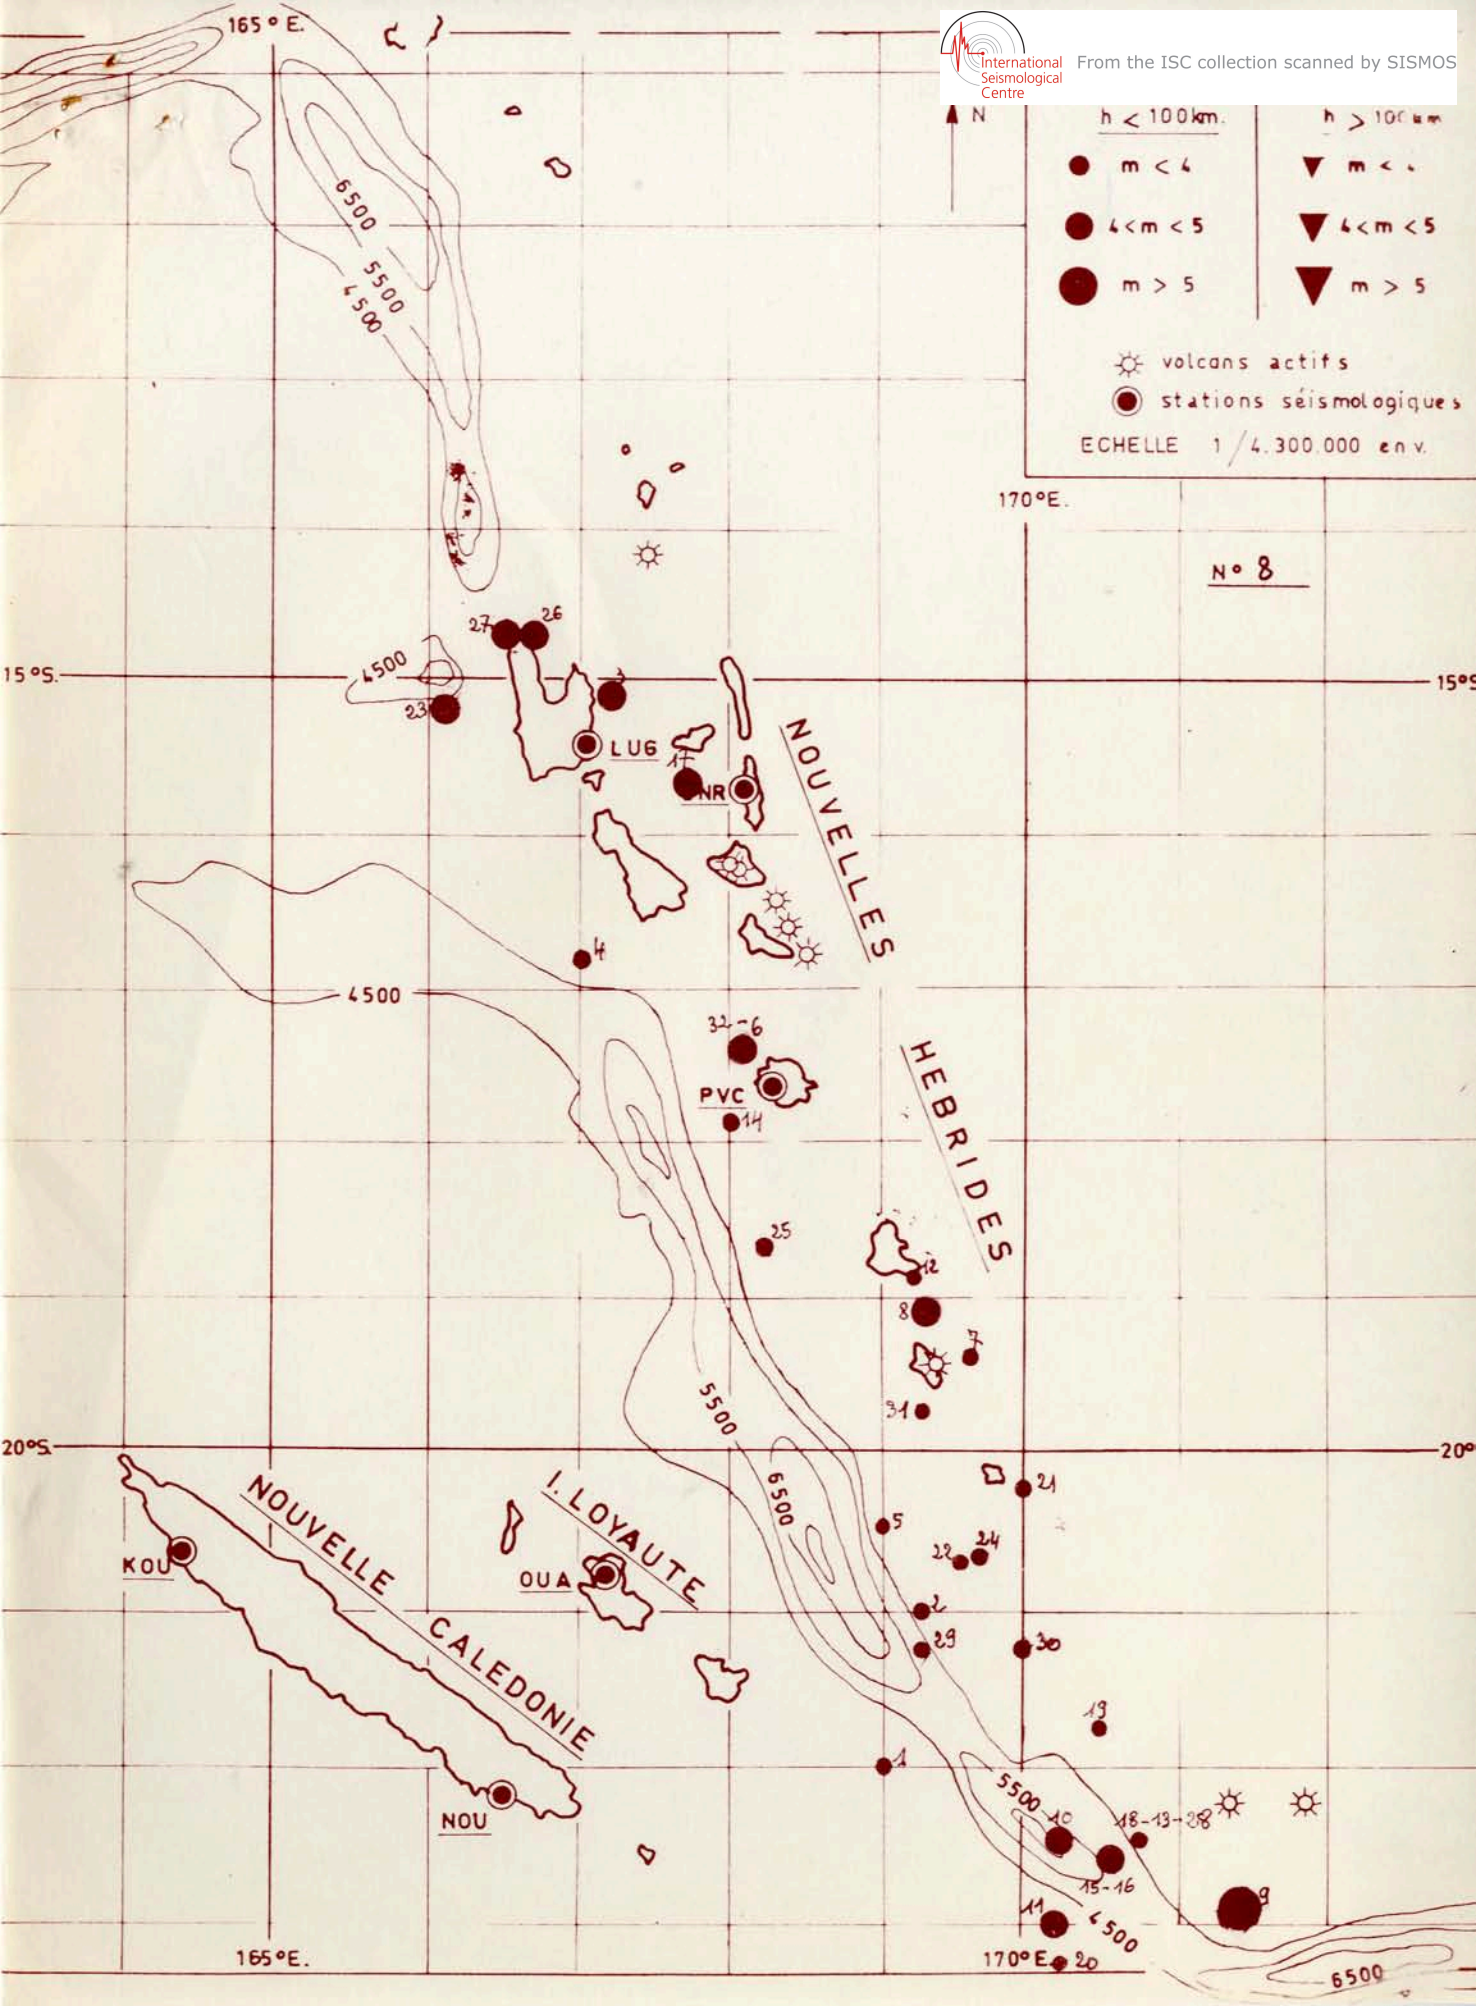 165° E.
International
Seismological
Centre
From the ISC collection scanned by SISMOS
N
h < 100km.
h > 100 km
m < 4
m <
4<m < 5
4<m <5
m > 5
m > 5
volcans actifs
stations séismologiques
ECHELLE 1/4.300.000 env.
6500
5500
4500
170°E.
N° 8
27
26
15°S.
4500
3
15°S
23
LUG
17
NR
NOUVELLES
4
4500
32-6
PVC
14
HEBRIDES
25
12
8
7
31
5500
20°S.
20°
NOUVELLE CALEDONIE
I. LOYAUTE
6500
21
5
KOU
OUA
22
24
2
29
30
19
1
5500
NOU
10
18-13-28
15-16
9
11
4500
165°E.
170°E.
20
6500